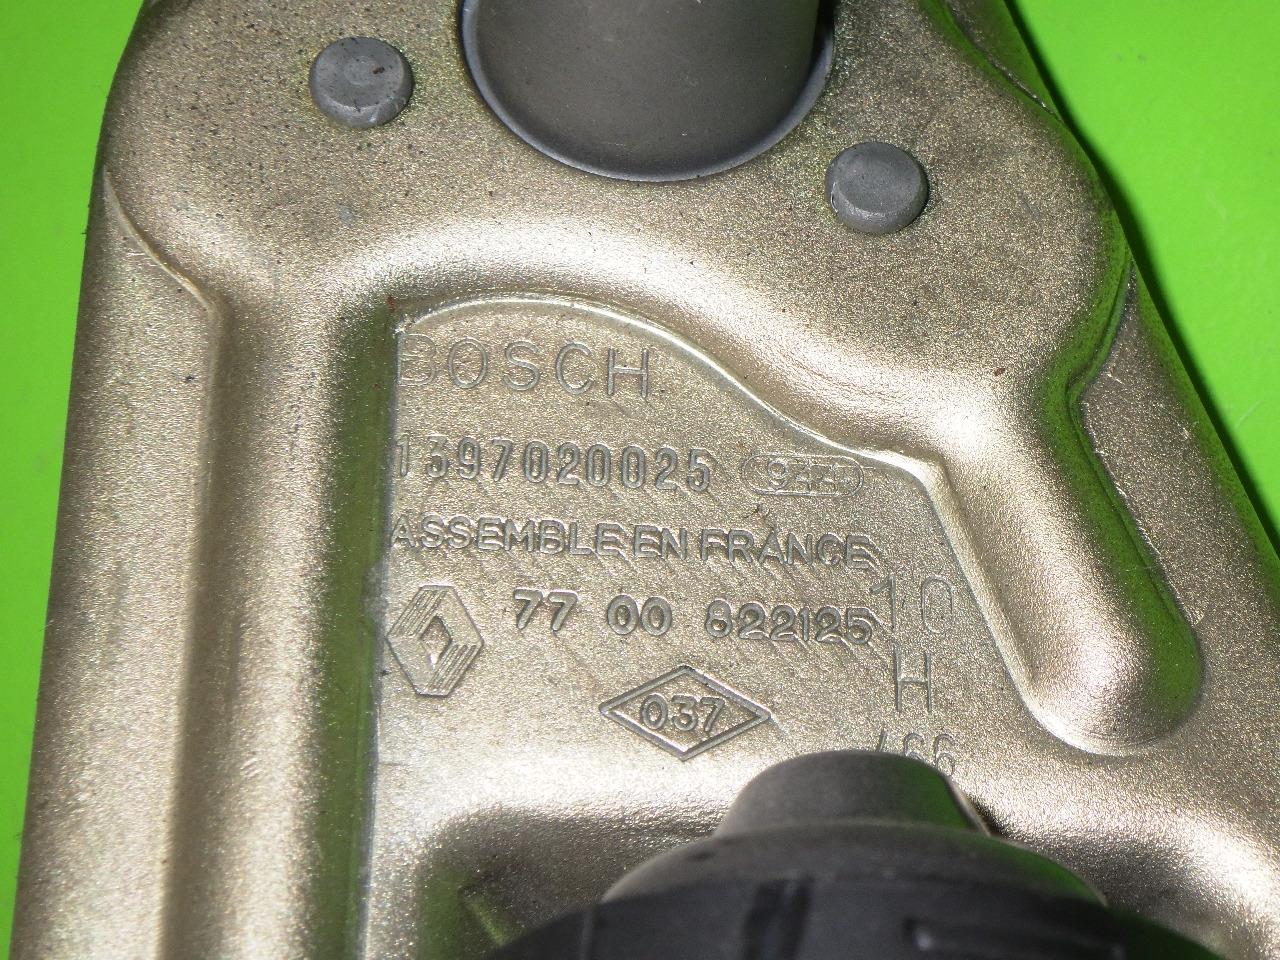 BOSCH
1397020025
ASSEMBLE EN FRANCE
77 00 822125
10
H
037